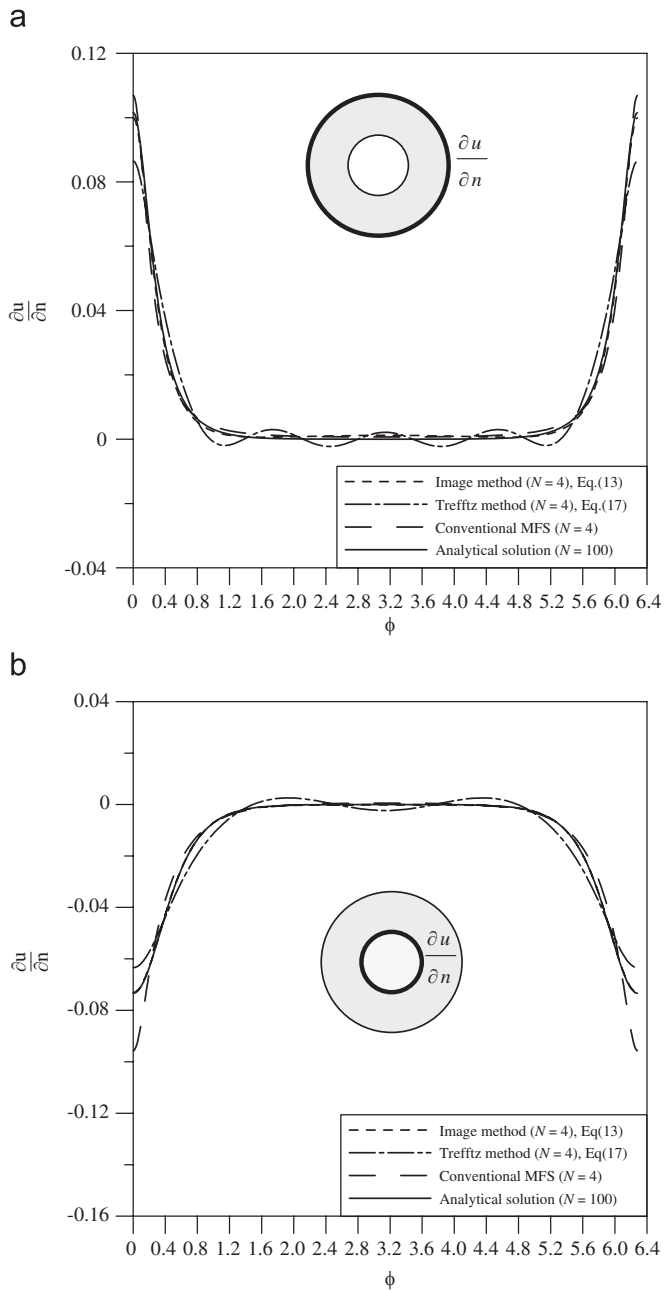 a
0.12
0.08
0.04
0
-0.04
∂u
∂n
∂u
∂n
Image method (N = 4), Eq.(13)
Trefftz method (N = 4), Eq.(17)
Conventional MFS (N = 4)
Analytical solution (N = 100)
0 0.4 0.8 1.2 1.6 2.0 2.4 2.8 3.2 3.6 4.0 4.4 4.8 5.2 5.6 6.0 6.4
ϕ
b
0.04
0
-0.04
-0.08
-0.12
-0.16
∂u
∂n
∂u
∂n
Image method (N = 4), Eq(13)
Trefftz method (N = 4), Eq(17)
Conventional MFS (N = 4)
Analytical solution (N = 100)
0 0.4 0.8 1.2 1.6 2.0 2.4 2.8 3.2 3.6 4.0 4.4 4.8 5.2 5.6 6.0 6.4
ϕ